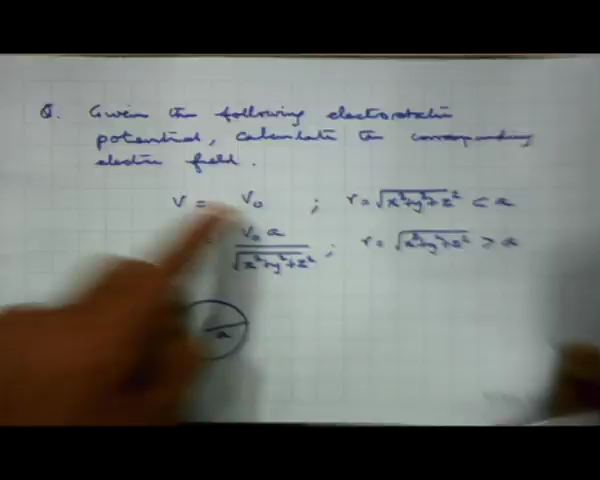 Q. Given the following electrostatic
potential, calculate the corresponding
electric field.
V = V₀ ; r = √x²+y²+z² < a
= V₀ a / √x²+y²+z² ; r = √x²+y²+z² ≥ a
a